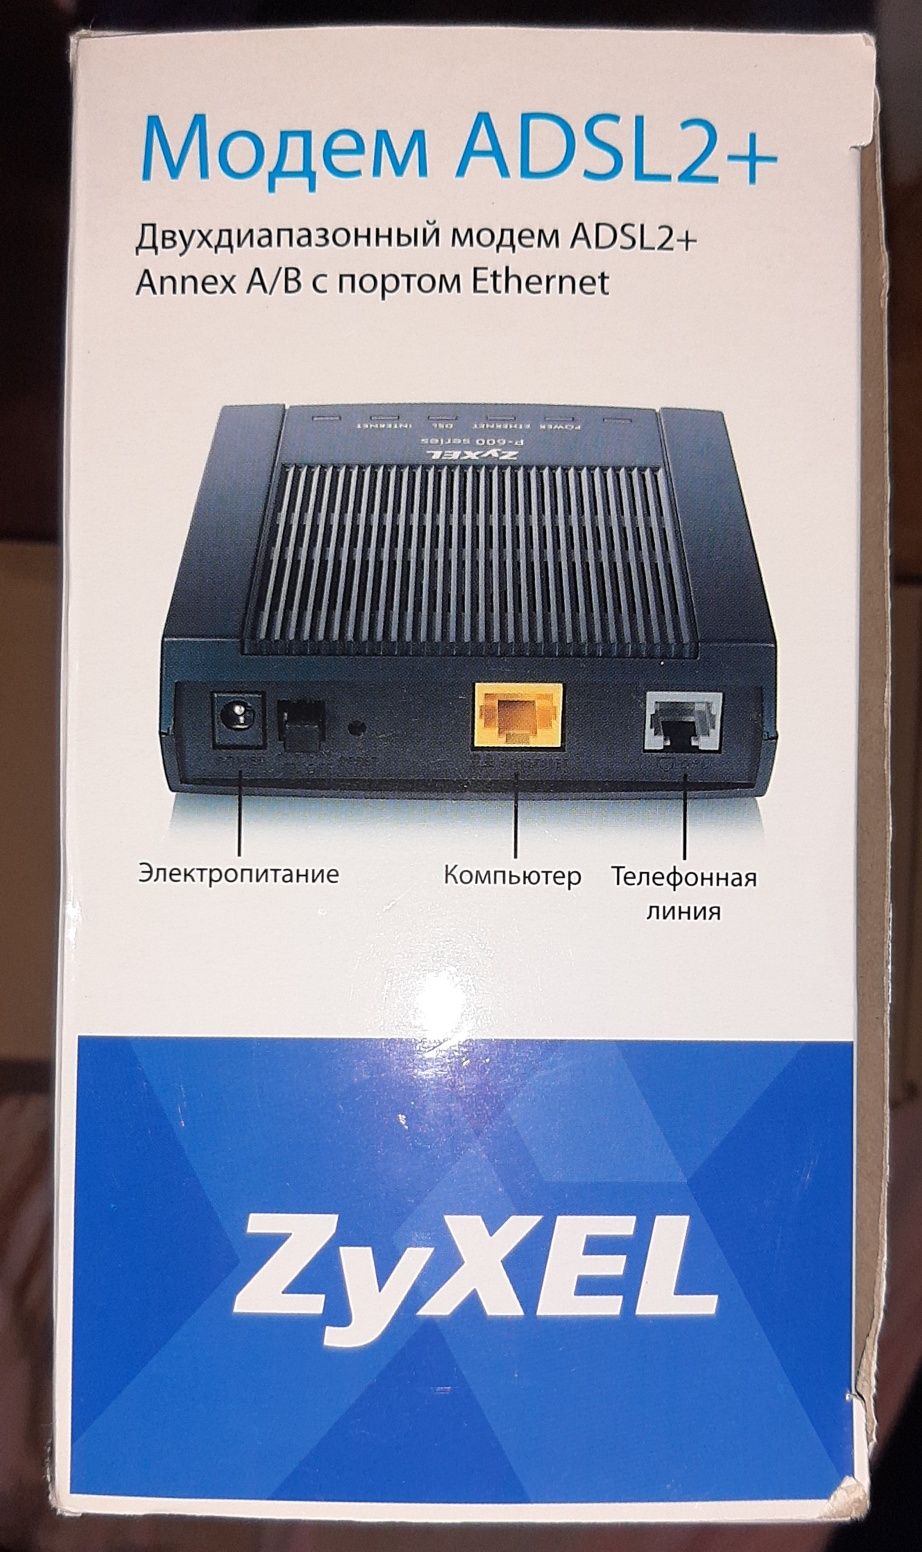 Модем ADSL2+
Двухдиапазонный модем ADSL2+
Annex A/B с портом Ethernet
POWER ETHERNET DSL INTERNET
P-600 series
ZyXEL
Электропитание
Компьютер
Телефонная
линия
ZyXEL